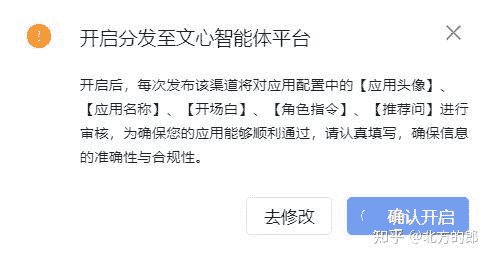 开启分发至文心智能体平台
开启后，每次发布该渠道将对应用配置中的【应用头像】、
【应用名称】、【开场白】、【角色指令】、【推荐问】进行
审核，为确保您的应用能够顺利通过，请认真填写，确保信息
的准确性与合规性。
去修改
确认开启
知乎 @北方的郎